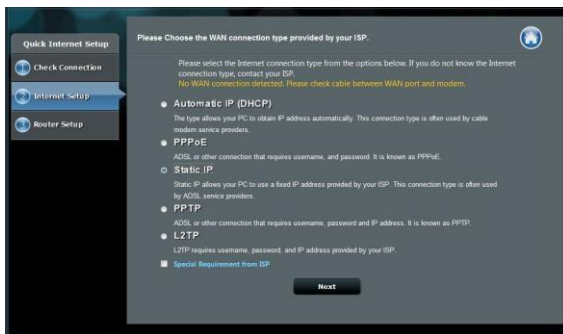 Quick Internet Setup
1 Check Connection
2 Internet Setup
3 Router Setup
Please Choose the WAN connection type provided by your ISP.
Please select the Internet connection type from the options below. If you do not know the Internet
connection type, contact your ISP.
No WAN connection detected. Please check cable between WAN port and modem.
Automatic IP (DHCP)
The type allows your PC to obtain IP address automatically. This connection type is often used by cable
modem service providers.
PPPoE
ADSL or other connection that requires username, and password. It is known as PPPoE.
Static IP
Static IP allows your PC to use a fixed IP address provided by your ISP. This connection type is often used
by ADSL service providers.
PPTP
ADSL or other connection that requires username, password and IP address. It is known as PPTP.
L2TP
L2TP requires username, password, and IP address provided by your ISP.
Special Requirement from ISP
Next